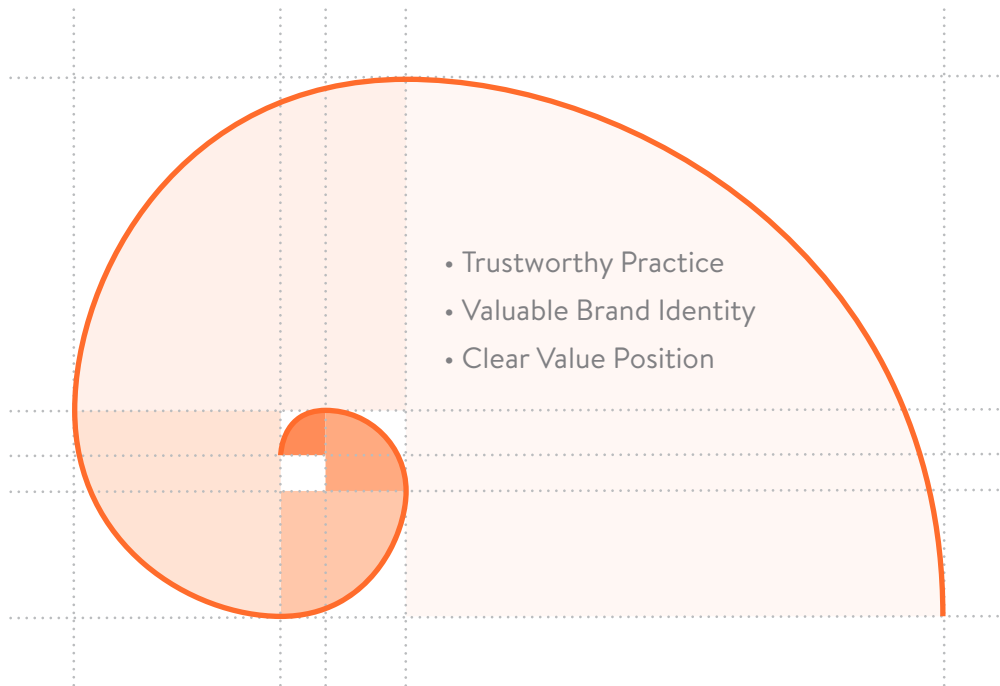 • Trustworthy Practice
• Valuable Brand Identity
• Clear Value Position